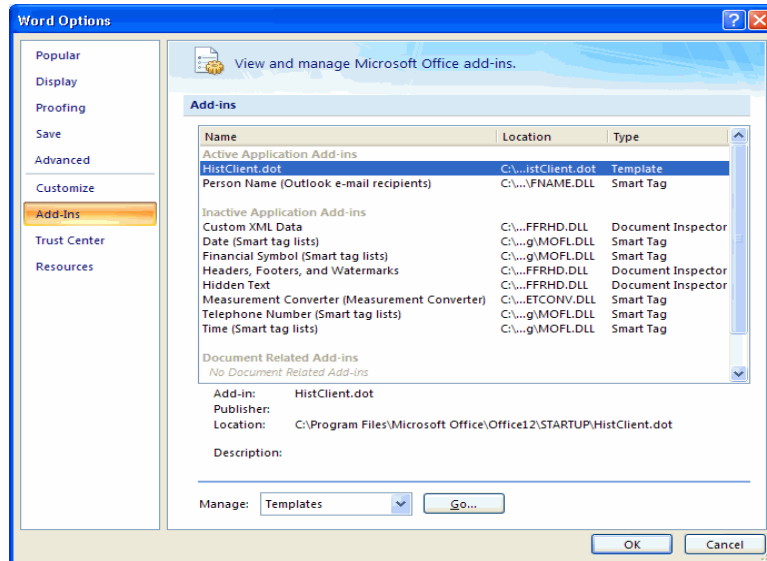 Word Options
Popular
Display
Proofing
Save
Advanced
Customize
Add-Ins
Trust Center
Resources
View and manage Microsoft Office add-ins.
Add-ins
Name Location Type
Active Application Add-ins
HistClient.dot C:\...istClient.dot Template
Person Name (Outlook e-mail recipients) C:\...\FNAME.DLL Smart Tag
Inactive Application Add-ins
Custom XML Data C:\...FFRHD.DLL Document Inspector
Date (Smart tag lists) C:\...g\MOFL.DLL Smart Tag
Financial Symbol (Smart tag lists) C:\...g\MOFL.DLL Smart Tag
Headers, Footers, and Watermarks C:\...FFRHD.DLL Document Inspector
Hidden Text C:\...FFRHD.DLL Document Inspector
Measurement Converter (Measurement Converter) C:\...ETCONV.DLL Smart Tag
Telephone Number (Smart tag lists) C:\...g\MOFL.DLL Smart Tag
Time (Smart tag lists) C:\...g\MOFL.DLL Smart Tag
Document Related Add-ins
No Document Related Add-ins
Add-in: HistClient.dot
Publisher:
Location: C:\Program Files\Microsoft Office\Office12\STARTUP\HistClient.dot
Description:
Manage: Templates Go...
OK Cancel